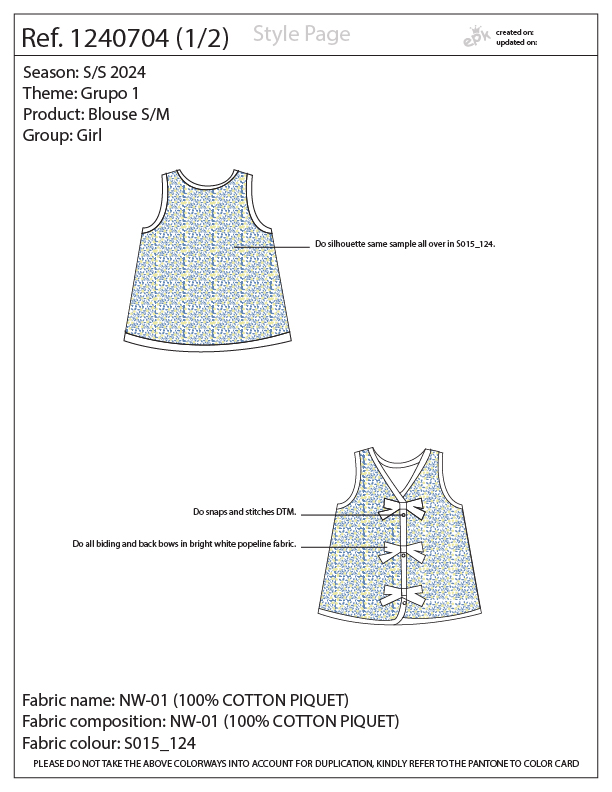 Ref. 1240704 (1/2)
Style Page
epk
created on:
updated on:
Season: S/S 2024
Theme: Grupo 1
Product: Blouse S/M
Group: Girl
Do silhouette same sample all over in S015_124.
Do snaps and stitches DTM.
Do all biding and back bows in bright white popeline fabric.
Fabric name: NW-01 (100% COTTON PIQUET)
Fabric composition: NW-01 (100% COTTON PIQUET)
Fabric colour: S015_124
PLEASE DO NOT TAKE THE ABOVE COLORWAYS INTO ACCOUNT FOR DUPLICATION, KINDLY REFER TO THE PANTONE TO COLOR CARD